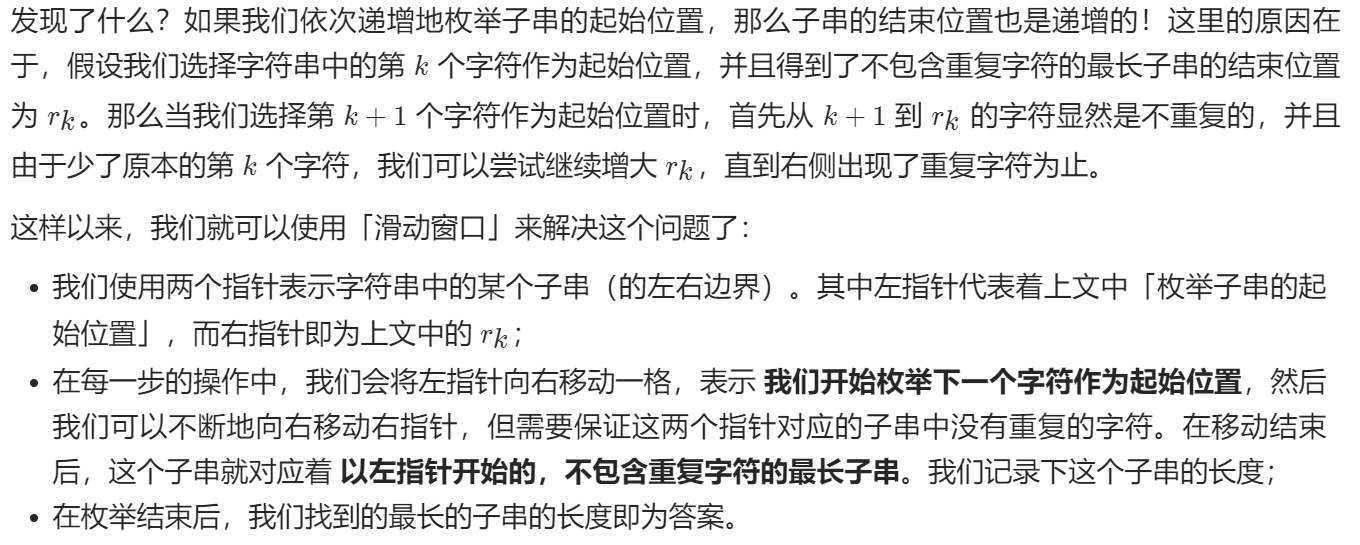 发现了什么？如果我们依次递增地枚举子串的起始位置，那么子串的结束位置也是递增的！这里的原因在
于，假设我们选择字符串中的第 k 个字符作为起始位置，并且得到了不包含重复字符的最长子串的结束位置
为 rk。那么当我们选择第 k + 1 个字符作为起始位置时，首先从 k + 1 到 rk 的字符显然是不重复的，并且
由于少了原本的第 k 个字符，我们可以尝试继续增大 rk，直到右侧出现了重复字符为止。
这样以来，我们就可以使用「滑动窗口」来解决这个问题了：
• 我们使用两个指针表示字符串中的某个子串（的左右边界）。其中左指针代表着上文中「枚举子串的起
始位置」，而右指针即为上文中的 rk；
• 在每一步的操作中，我们会将左指针向右移动一格，表示 我们开始枚举下一个字符作为起始位置，然后
我们可以不断地向右移动右指针，但需要保证这两个指针对应的子串中没有重复的字符。在移动结束
后，这个子串就对应着 以左指针开始的，不包含重复字符的最长子串。我们记录下这个子串的长度；
• 在枚举结束后，我们找到的最长的子串的长度即为答案。